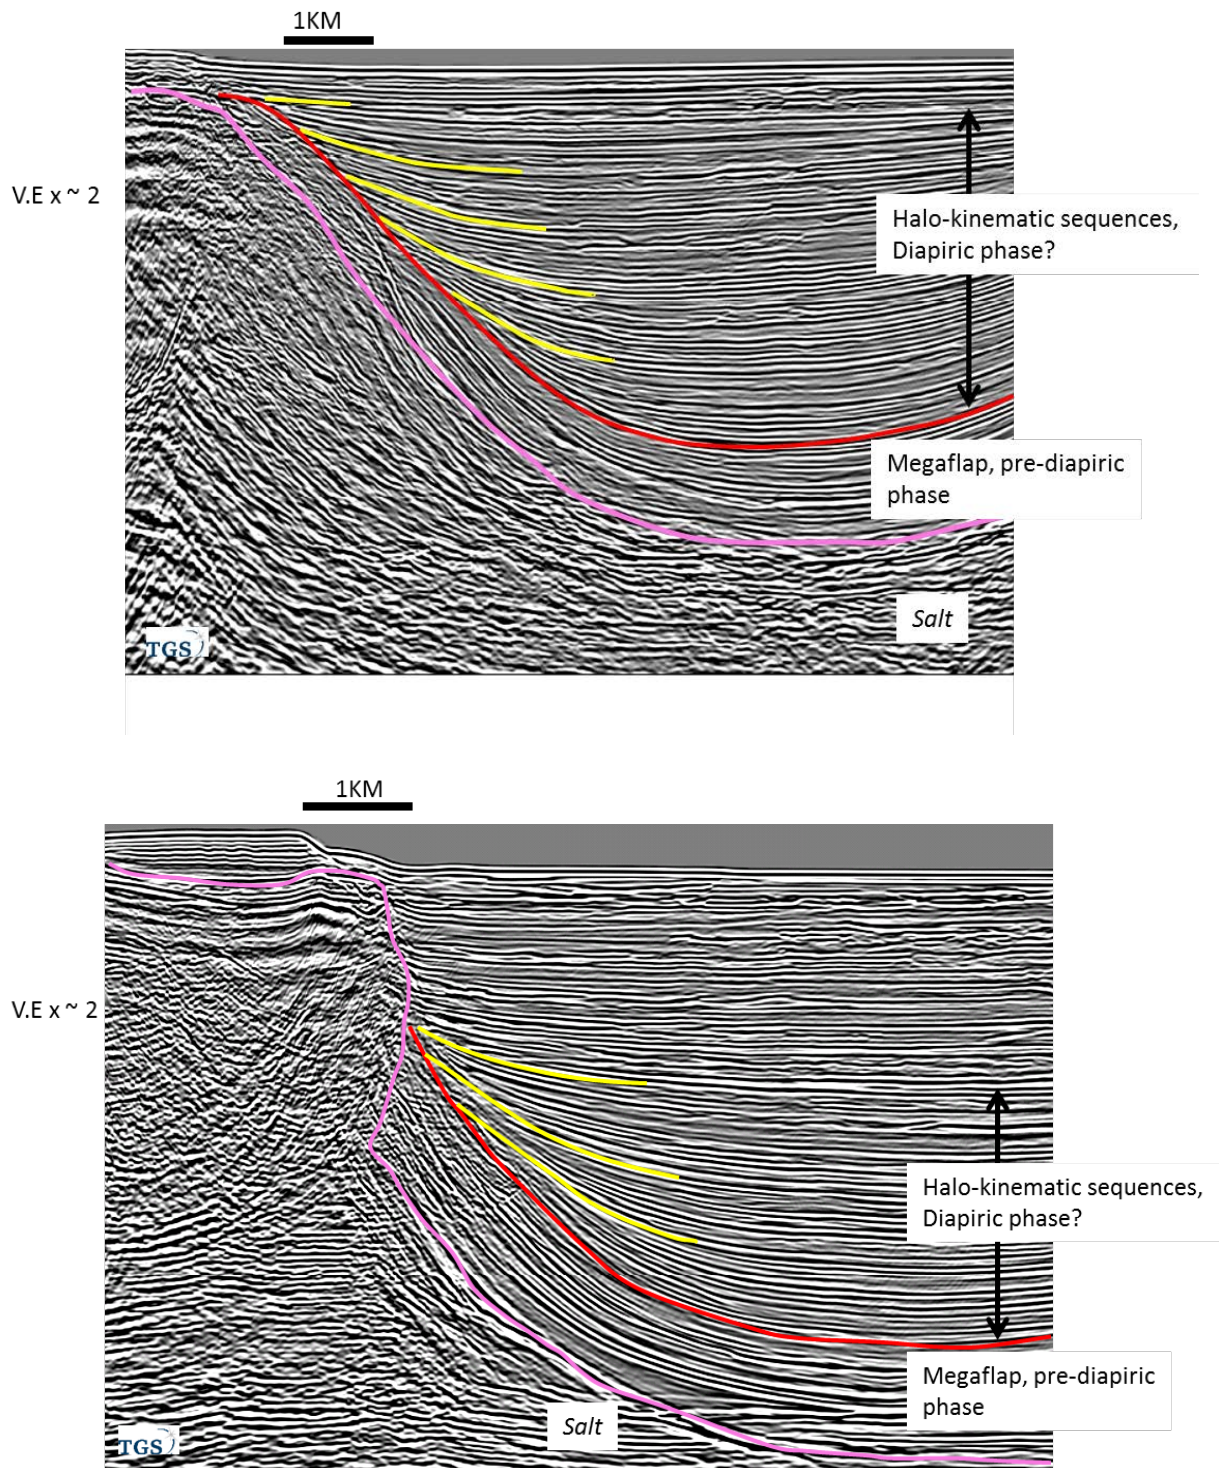 1KM
V.E x ~ 2
Halo-kinematic sequences,
Diapiric phase?
Megaflap, pre-diapiric
phase
Salt
TGS
1KM
V.E x ~ 2
Halo-kinematic sequences,
Diapiric phase?
Megaflap, pre-diapiric
phase
Salt
TGS